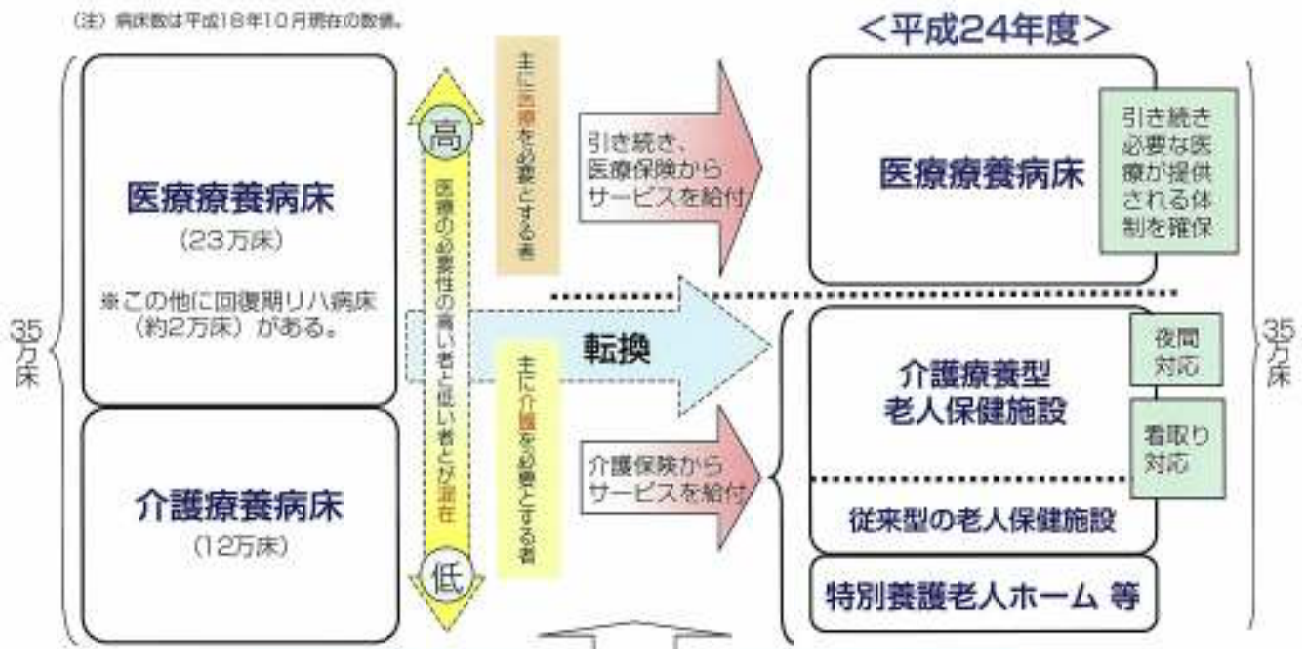 (注) 病床数は平成18年10月現在の数値。
<平成24年度>
35万床
医療療養病床
(23万床)
※この他に回復期リハ病床
(約2万床)がある。
介護療養病床
(12万床)
高
医療の必要性の高い者と低い者とが混在
低
主に医療を必要とする者
主に介護を必要とする者
引き続き、
医療保険から
サービスを給付
転換
介護保険から
サービスを給付
医療療養病床
引き続き
必要な医
療が提供
される体
制を確保
介護療養型
老人保健施設
夜間
対応
看取り
対応
従来型の老人保健施設
特別養護老人ホーム 等
35万床